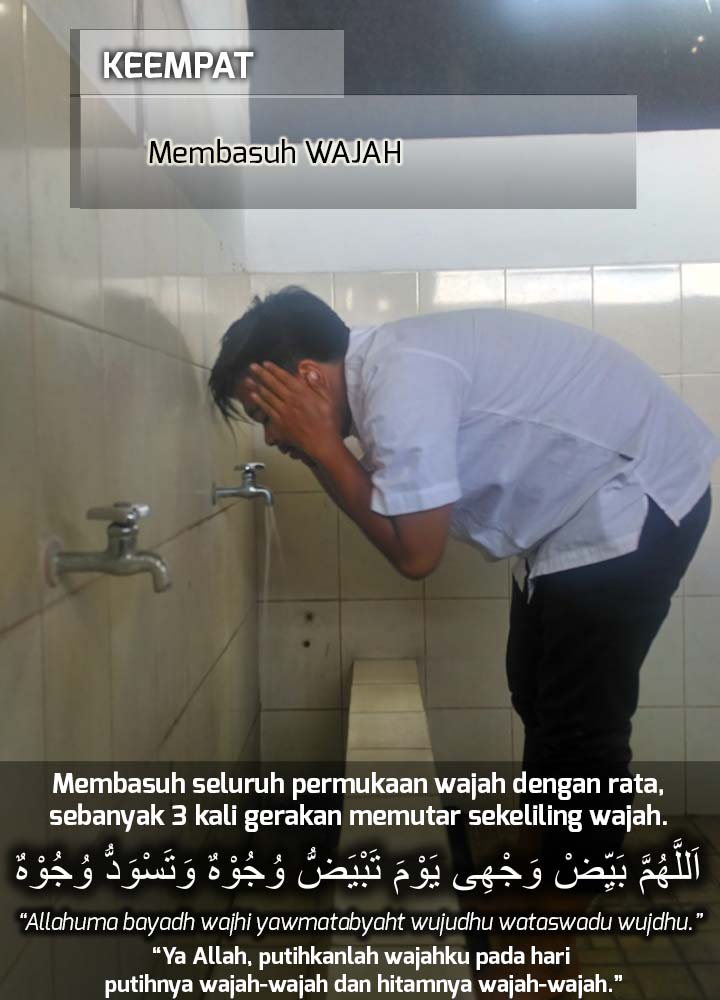 KEEMPAT
Membasuh WAJAH
Membasuh seluruh permukaan wajah dengan rata,
sebanyak 3 kali gerakan memutar sekeliling wajah.
اَللَّهُمَّ بَيِّضْ وَجْهِى يَوْمَ تَبْيَضُّ وُجُوْهٌ وَتَسْوَدُّ وُجُوْهٌ
“Allahuma bayadh wajhi yawmatabyaht wujudhu wataswadu wujdhu.”
“Ya Allah, putihkanlah wajahku pada hari
putihnya wajah-wajah dan hitamnya wajah-wajah.”